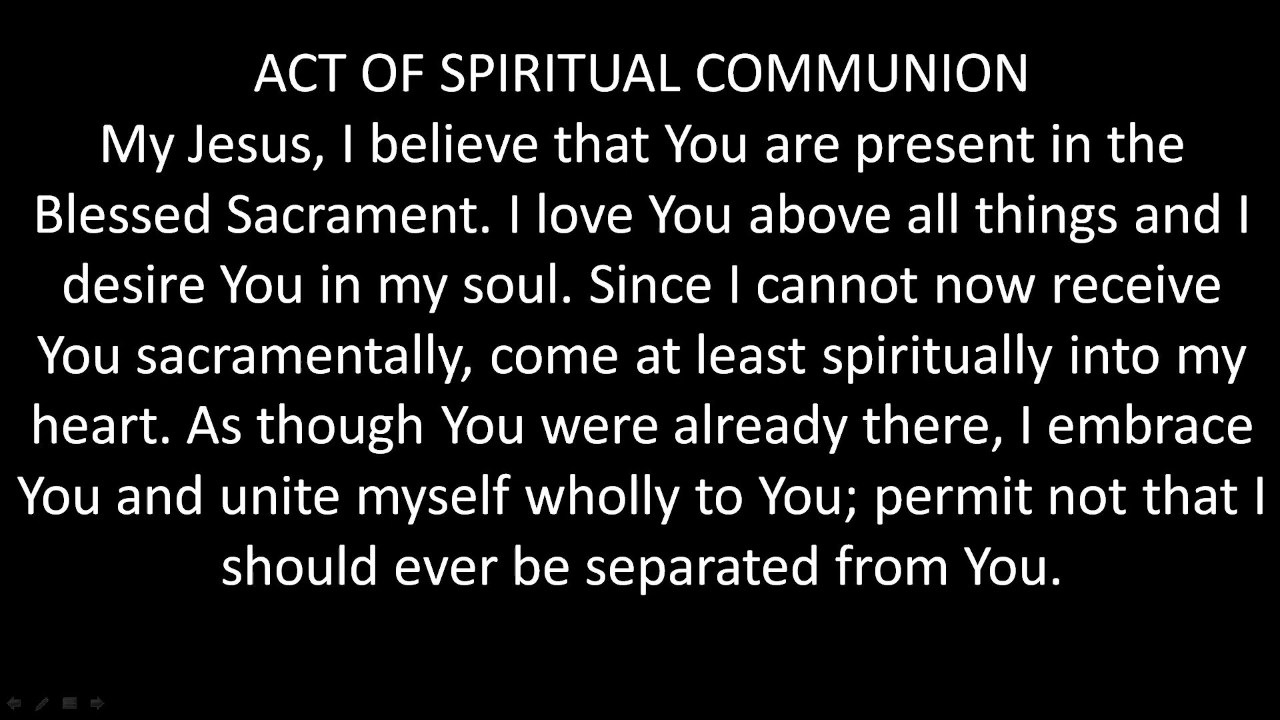 ACT OF SPIRITUAL COMMUNION
My Jesus, I believe that You are present in the
Blessed Sacrament. I love You above all things and I
desire You in my soul. Since I cannot now receive
You sacramentally, come at least spiritually into my
heart. As though You were already there, I embrace
You and unite myself wholly to You; permit not that I
should ever be separated from You.